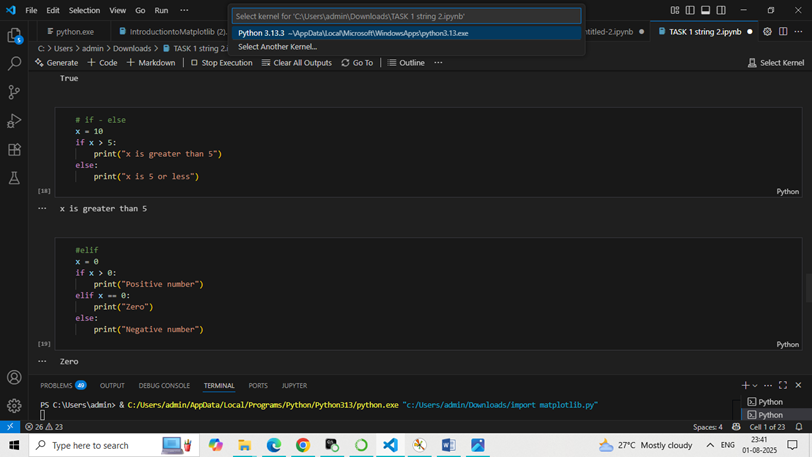 File Edit Selection View Go Run ···
Select kernel for 'C:\Users\admin\Downloads\TASK 1 string 2.ipynb'
Python 3.13.3 ~\AppData\Local\Microsoft\WindowsApps\python3.13.exe
Select Another Kernel...
python.exe
IntroductiontoMatplotlib (2).
ntitled-2.ipynb
TASK 1 string 2.ipynb
C: > Users > admin > Downloads > TASK 1 string 2.i
Generate + Code + Markdown Stop Execution Clear All Outputs Go To Outline ··· Select Kernel
True
# if - else
x = 10
if x > 5:
print("x is greater than 5")
else:
print("x is 5 or less")
[18]
Python
x is greater than 5
#elif
x = 0
if x > 0:
print("Positive number")
elif x == 0:
print("Zero")
else:
print("Negative number")
[19]
Python
Zero
PROBLEMS 49 OUTPUT DEBUG CONSOLE TERMINAL PORTS JUPYTER
PS C:\Users\admin> & C:/Users/admin/AppData/Local/Programs/Python/Python313/python.exe "c:/Users/admin/Downloads/import matplotlib.py"
Python
Python
26 23
Spaces: 4
Cell 1 of 23
Type here to search
27°C Mostly cloudy
ENG
23:41
01-08-2025
5